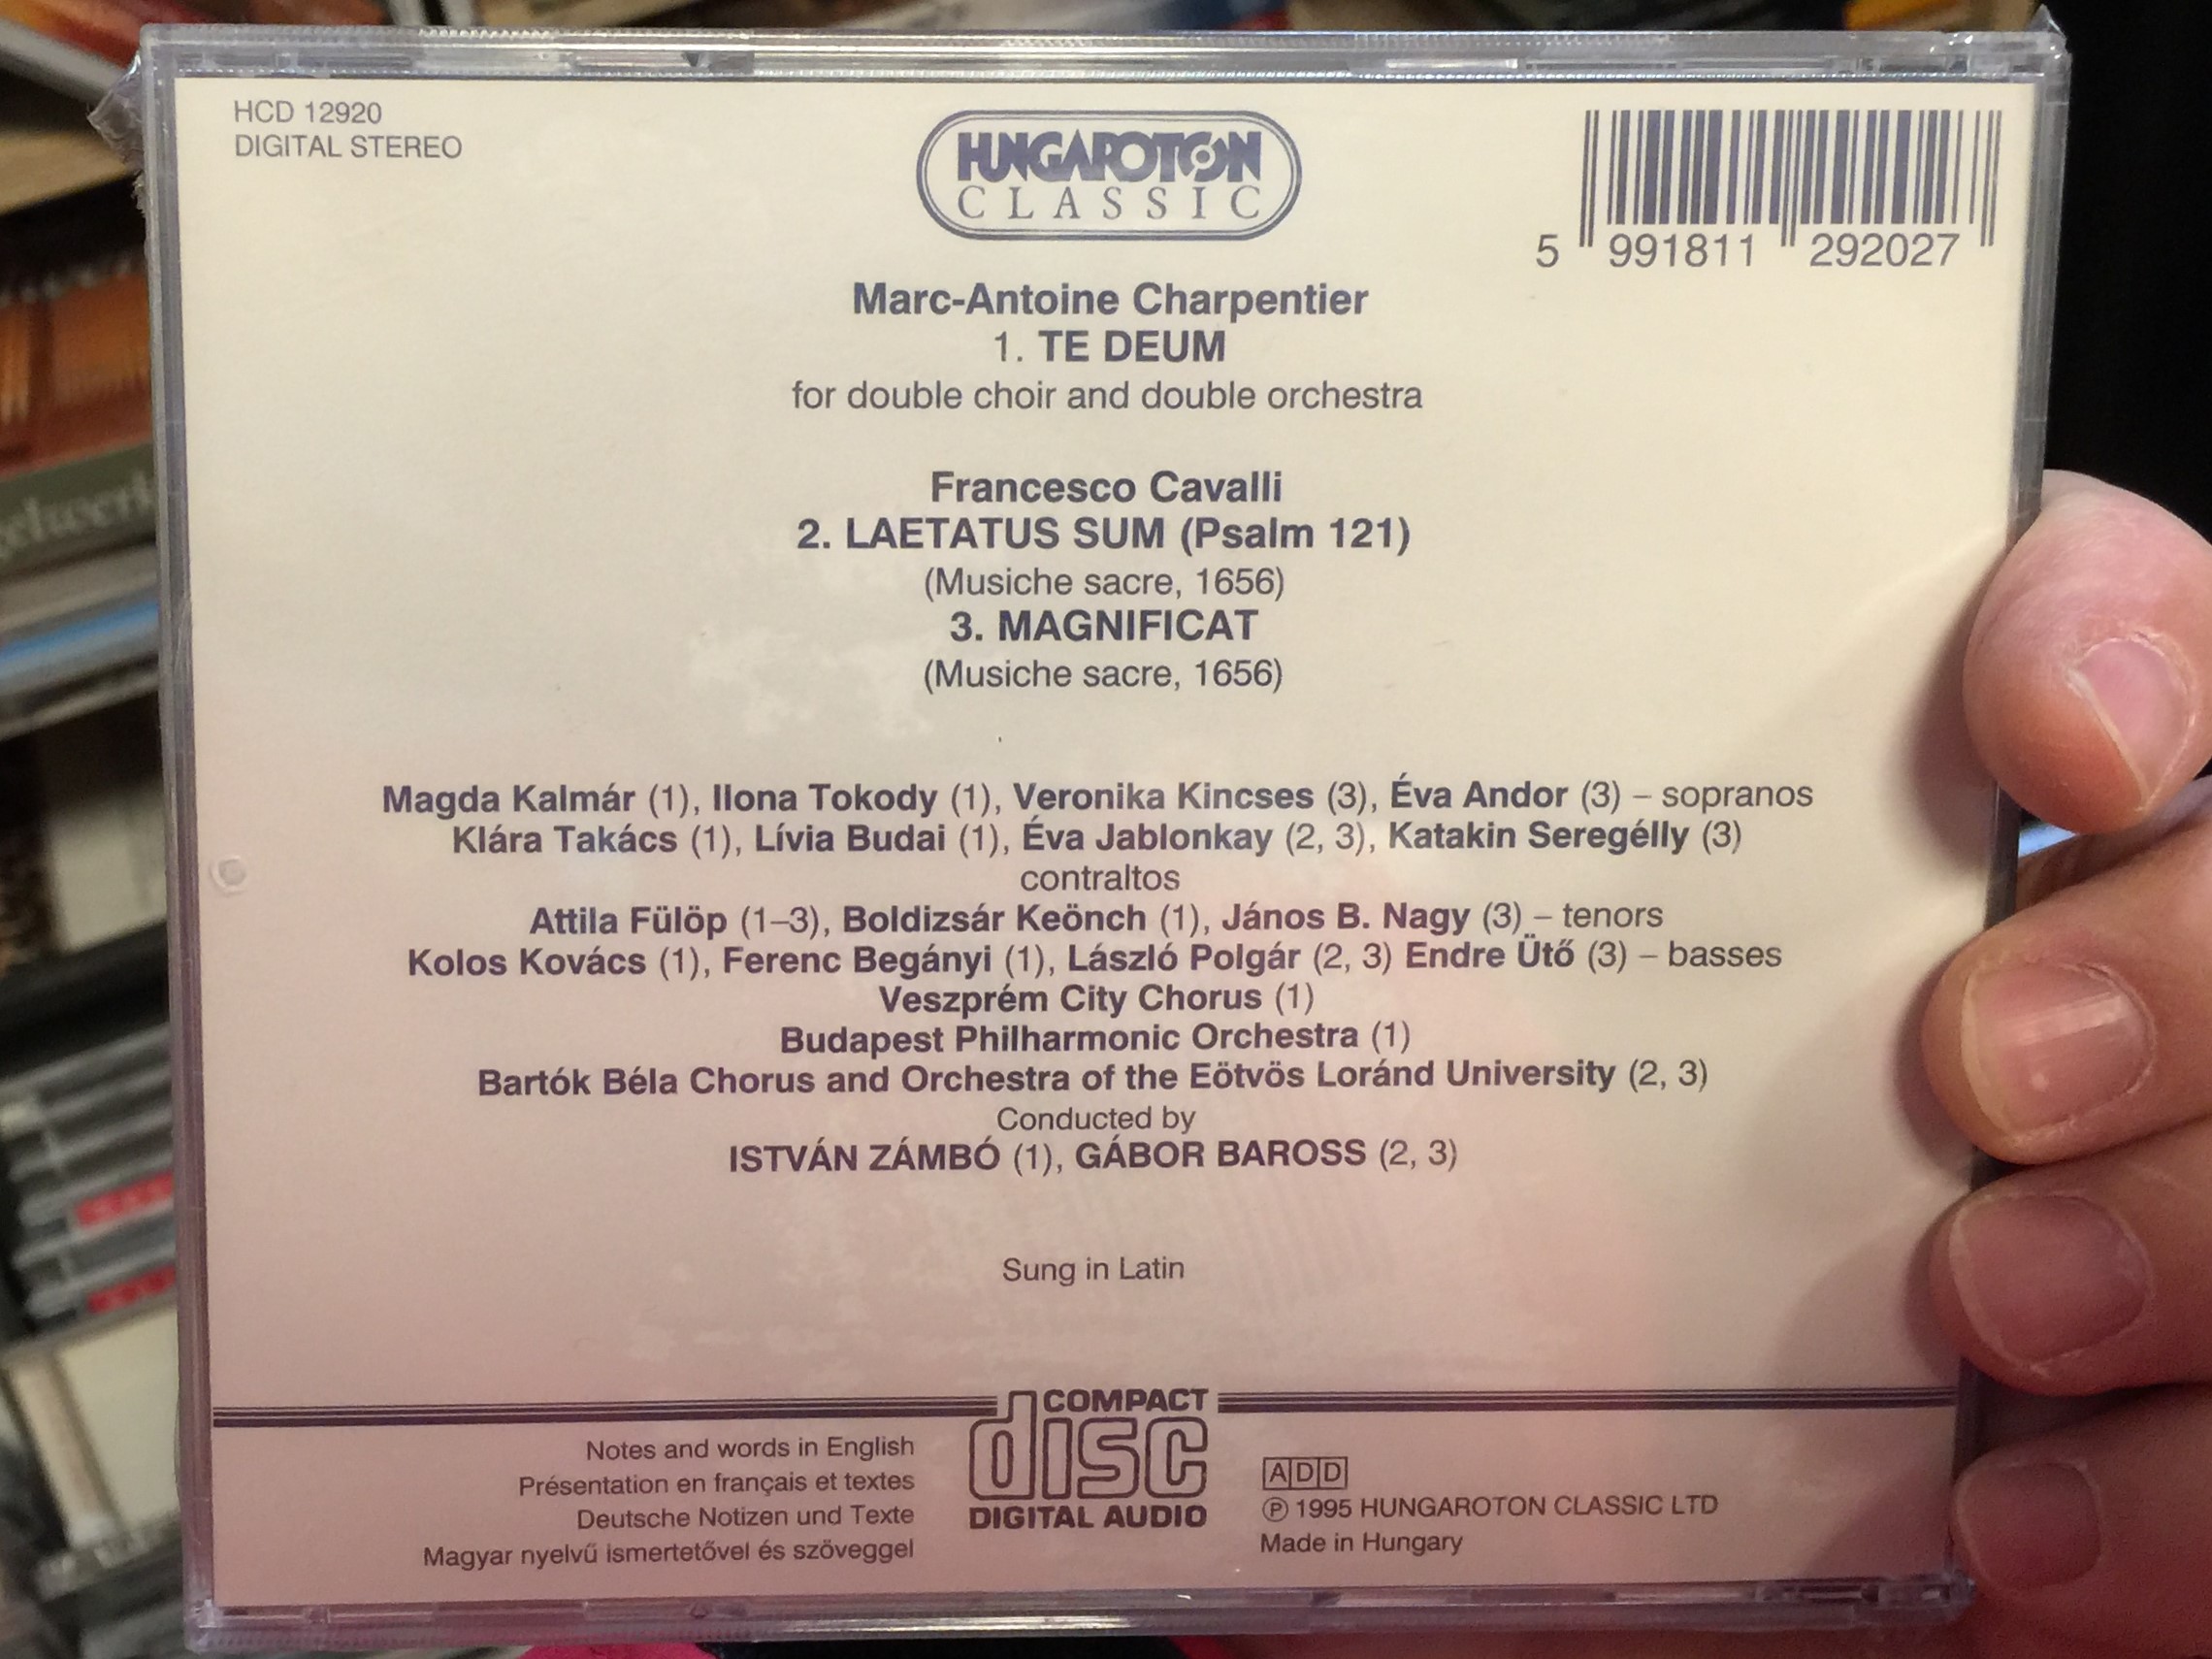 HCD 12920
DIGITAL STEREO
HUNGAROTON
CLASSIC
5 991811 292027
Marc-Antoine Charpentier
1. TE DEUM
for double choir and double orchestra
Francesco Cavalli
2. LAETATUS SUM (Psalm 121)
(Musiche sacre, 1656)
3. MAGNIFICAT
(Musiche sacre, 1656)
Magda Kalmár (1), Ilona Tokody (1), Veronika Kincses (3), Éva Andor (3) – sopranos
Klára Takács (1), Lívia Budai (1), Éva Jablonkay (2, 3), Katakin Seregélly (3)
contraltos
Attila Fülöp (1–3), Boldizsár Keönch (1), János B. Nagy (3) – tenors
Kolos Kovács (1), Ferenc Begányi (1), László Polgár (2, 3) Endre Ütő (3) – basses
Veszprém City Chorus (1)
Budapest Philharmonic Orchestra (1)
Bartók Béla Chorus and Orchestra of the Eötvös Loránd University (2, 3)
Conducted by
ISTVÁN ZÁMBÓ (1), GÁBOR BAROSS (2, 3)
Sung in Latin
Notes and words in English
Présentation en français et textes
Deutsche Notizen und Texte
Magyar nyelvű ismertetővel és szöveggel
COMPACT
disc
DIGITAL AUDIO
ADD
℗ 1995 HUNGAROTON CLASSIC LTD
Made in Hungary